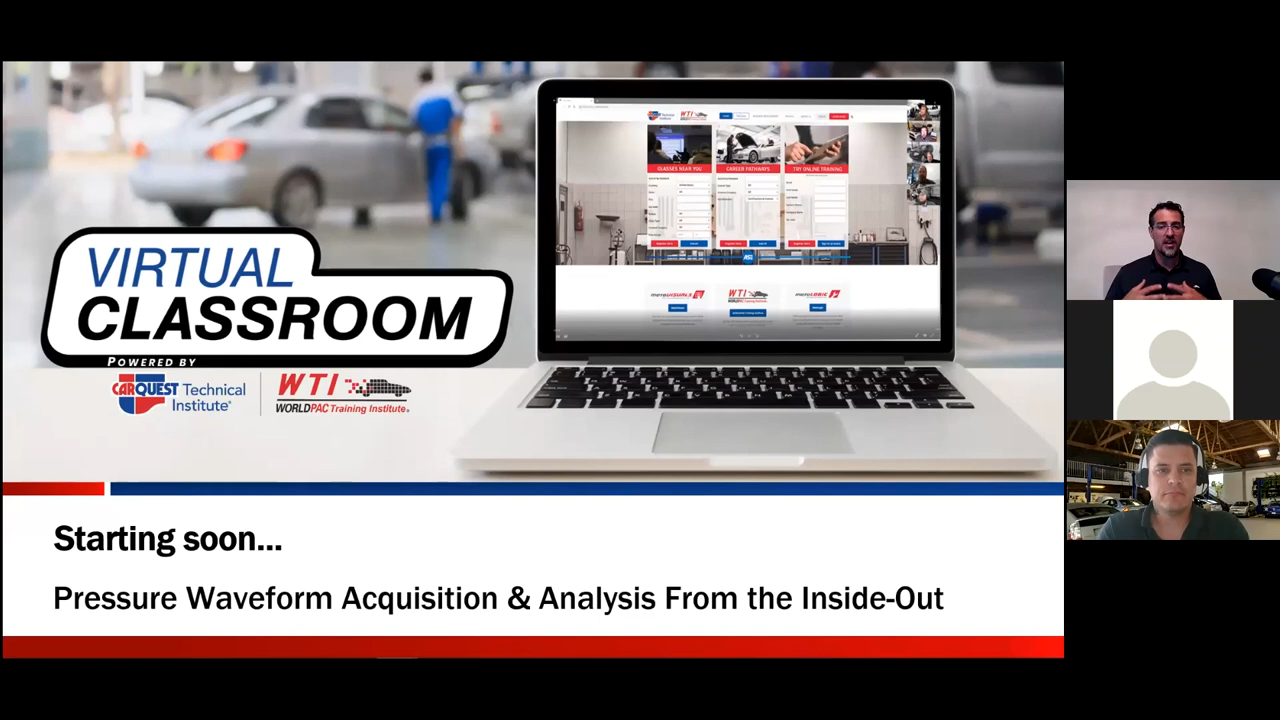 VIRTUAL
CLASSROOM
POWERED BY
CARQUEST Technical
Institute®
WTI
WORLDPAC Training Institute®
CLASSES NEAR YOU
CAREER PATHWAYS
TRY ONLINE TRAINING
WTI
Starting soon...
Pressure Waveform Acquisition & Analysis From the Inside-Out